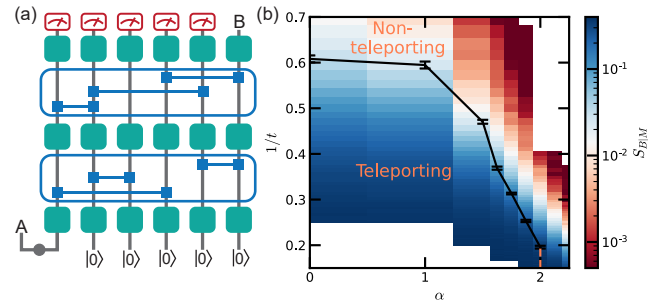 (a)
B
A
|0⟩ |0⟩ |0⟩ |0⟩ |0⟩
(b)
0.7
0.6
0.5
0.4
0.3
0.2
1/t
Non-
teleporting
Teleporting
0 1 2
α
10⁻¹
10⁻²
10⁻³
S_{B|M}